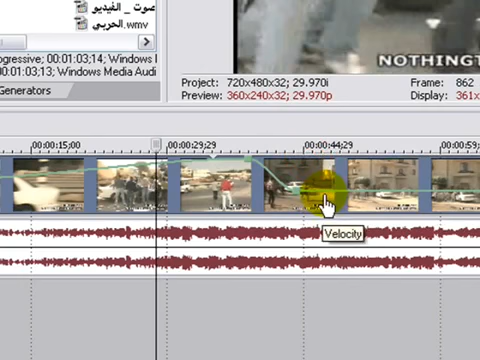 صوت _ الفيديو
الحربي.wmv
ogressive; 00:01:03;14; Windows I
00:01:03;13; Windows Media Audi
Generators
NOTHINGT
Project: 720x480x32; 29.970i
Preview: 360x240x32; 29.970p
Frame: 862
Display: 361x
00:00:15;00
00:00:29;29
00:00:44;29
00:00:59;
Velocity